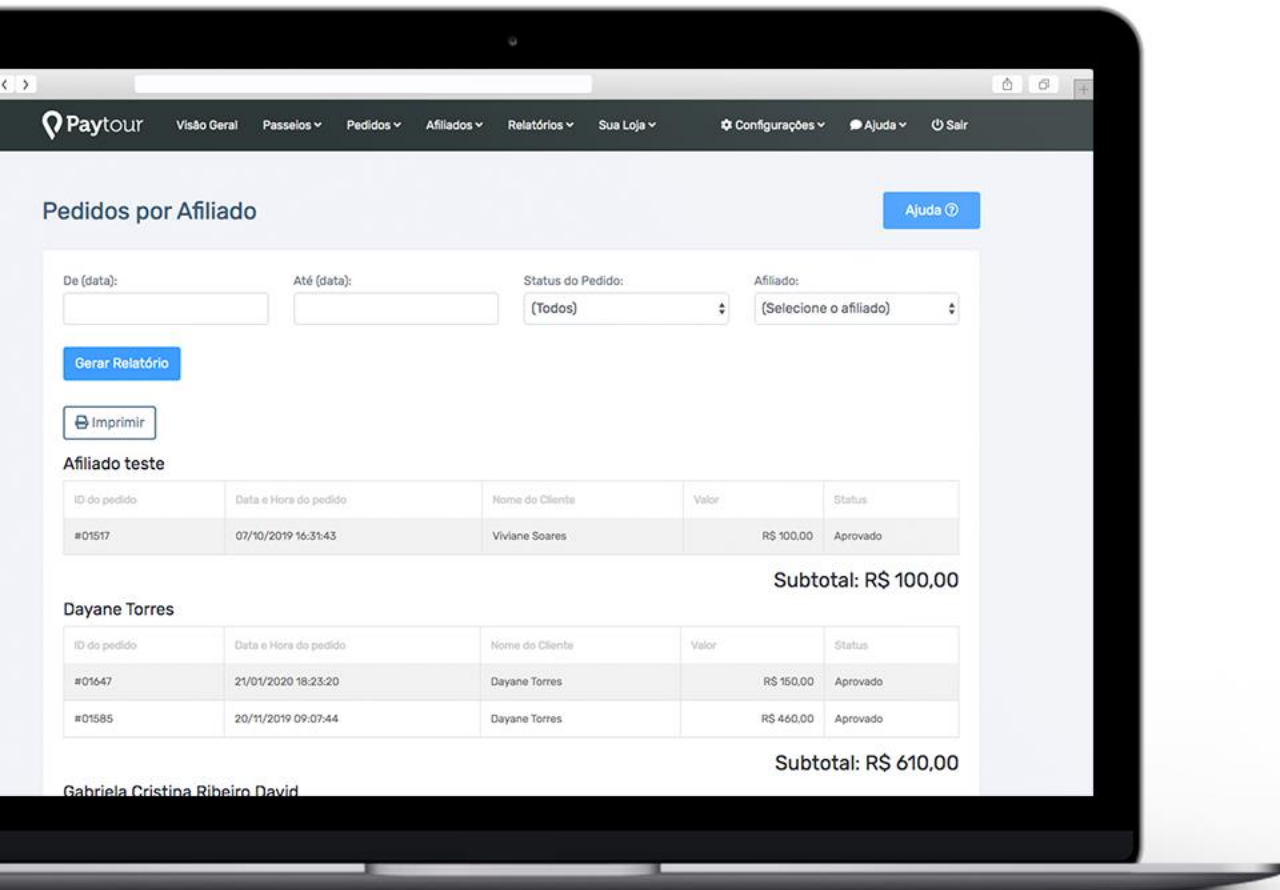 Paytour Visão Geral Passeios Pedidos Afiliados Relatórios Sua Loja Configurações Ajuda Sair
Pedidos por Afiliado Ajuda
De (data): Até (data): Status do Pedido: Afiliado:
(Todos) (Selecione o afiliado)
Gerar Relatório
Imprimir
Afiliado teste
ID do pedido Data e Hora do pedido Nome do Cliente Valor Status
#01517 07/10/2019 16:31:43 Viviane Soares R$ 100,00 Aprovado
Subtotal: R$ 100,00
Dayane Torres
ID do pedido Data e Hora do pedido Nome do Cliente Valor Status
#01647 21/01/2020 18:23:20 Dayane Torres R$ 150,00 Aprovado
#01585 20/11/2019 09:07:44 Dayane Torres R$ 460,00 Aprovado
Subtotal: R$ 610,00
Gabriela Cristina Ribeiro David